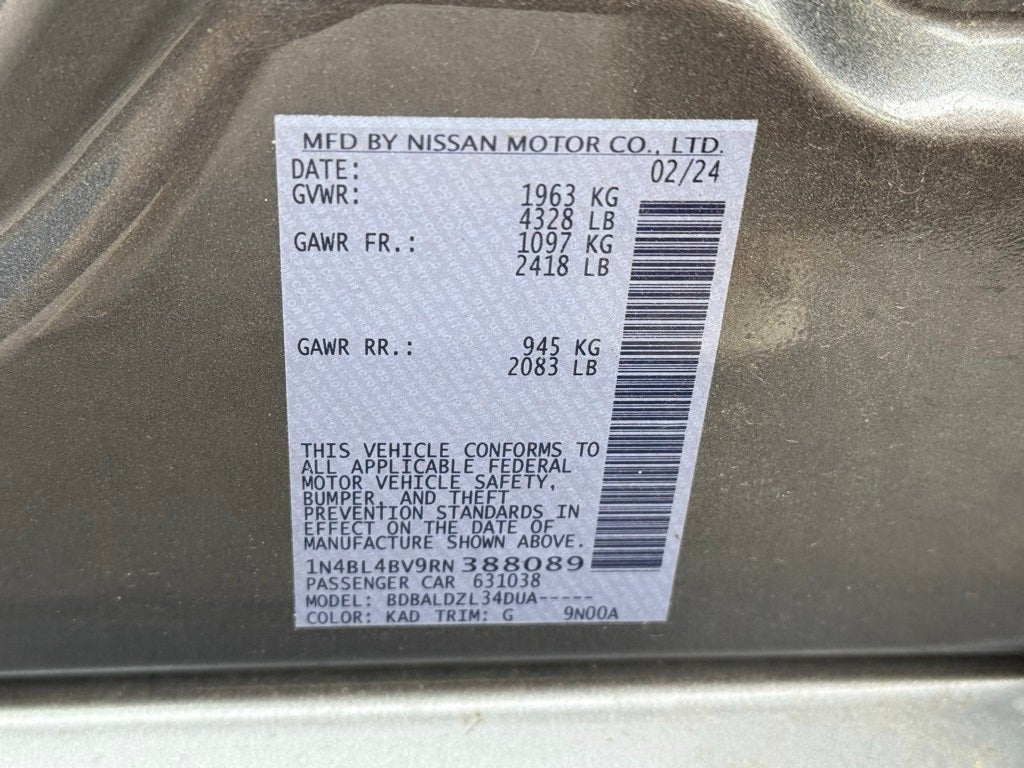 MFD BY NISSAN MOTOR CO., LTD.
DATE: 02/24
GVWR: 1963 KG
4328 LB
GAWR FR.: 1097 KG
2418 LB
GAWR RR.: 945 KG
2083 LB
THIS VEHICLE CONFORMS TO
ALL APPLICABLE FEDERAL
MOTOR VEHICLE SAFETY,
BUMPER, AND THEFT
PREVENTION STANDARDS IN
EFFECT ON THE DATE OF
MANUFACTURE SHOWN ABOVE.
1N4BL4BV9RN388089
PASSENGER CAR 631038
MODEL: BDBALDZL34DUA-----
COLOR: KAD TRIM: G 9N00A